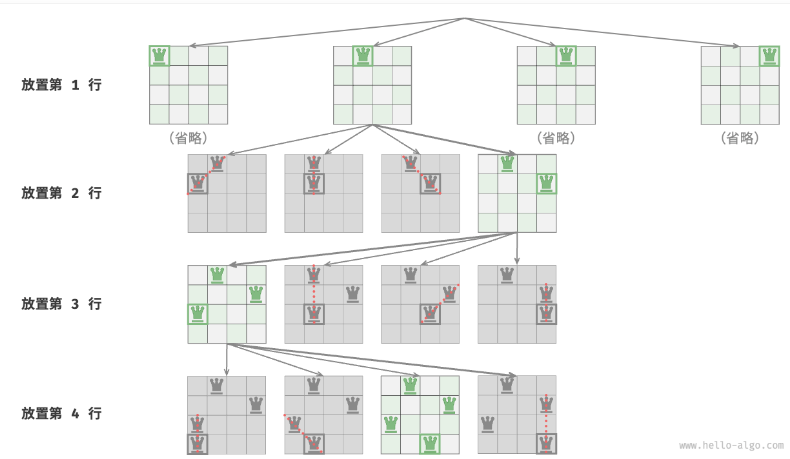 放置第 1 行
(省略)
(省略)
(省略)
放置第 2 行
放置第 3 行
放置第 4 行
www.hello-algo.com